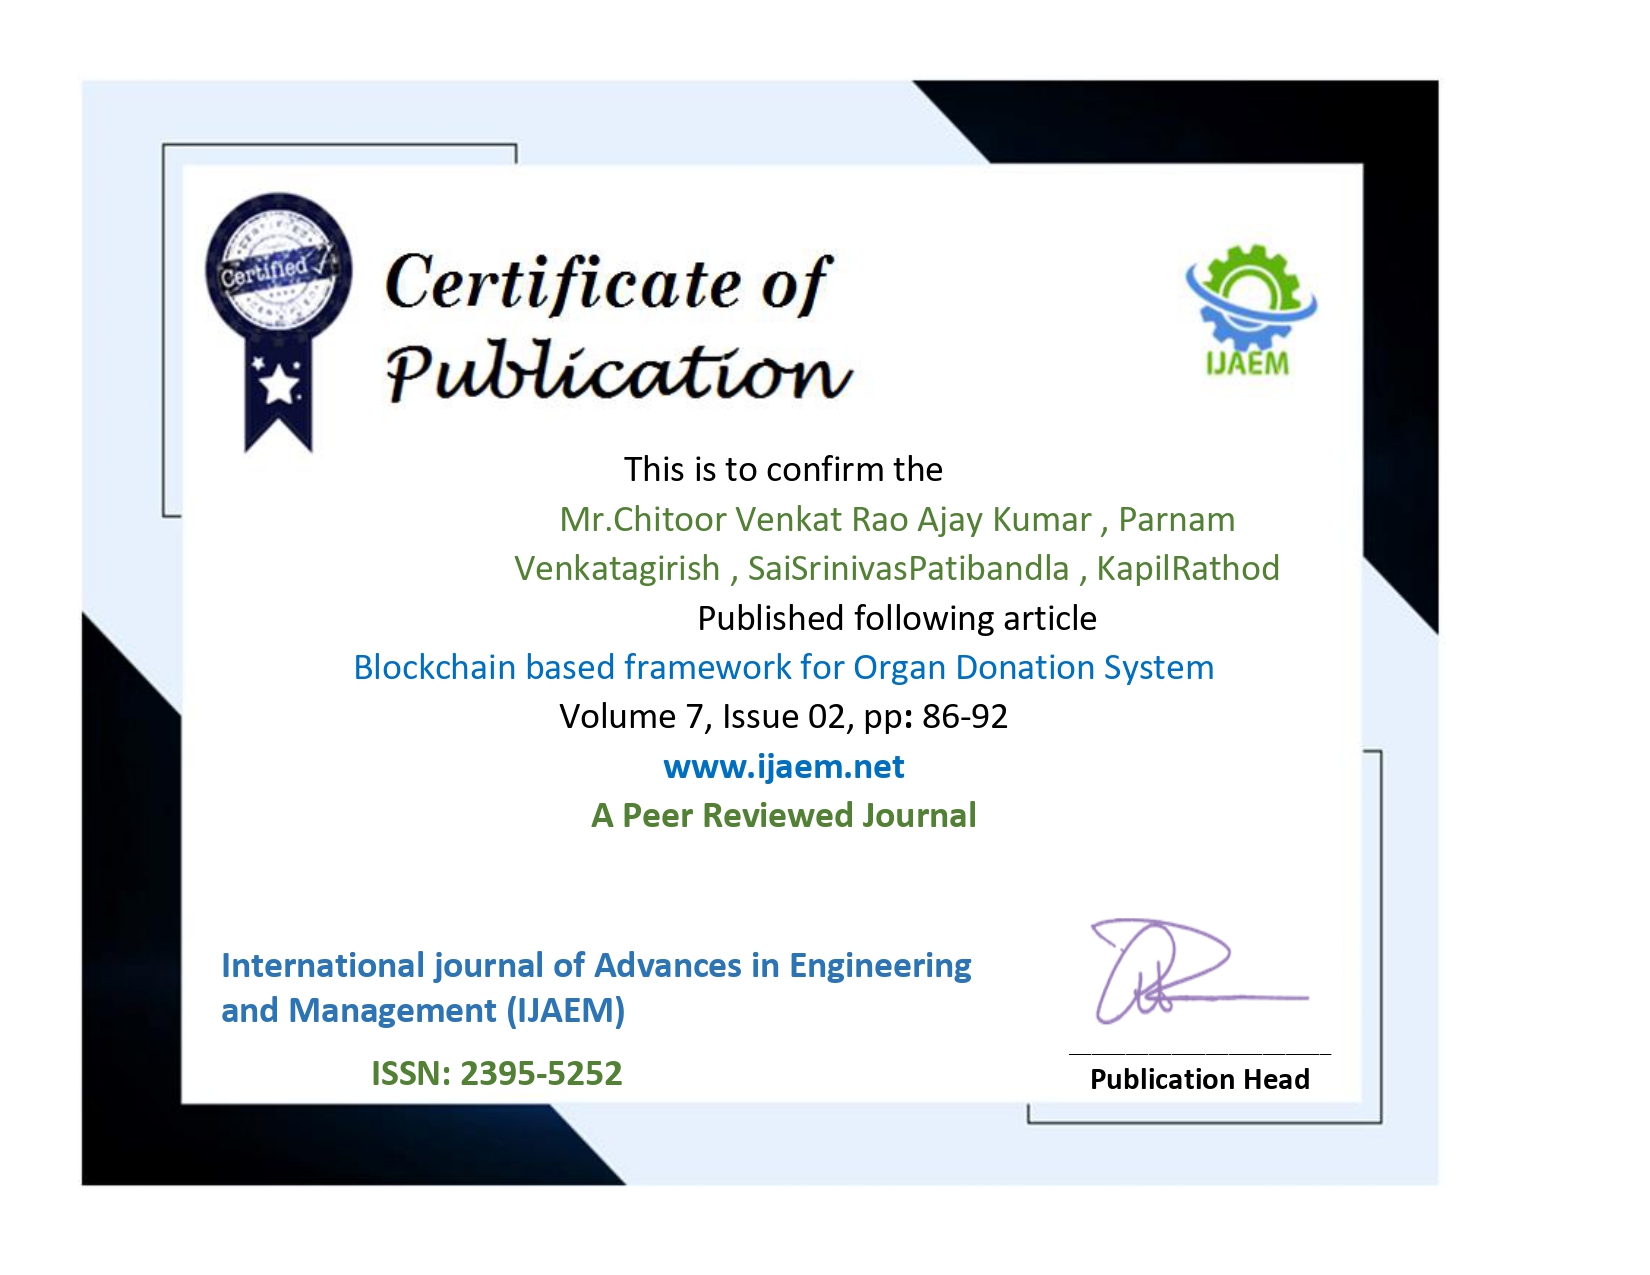 Certified
Certificate of
Publication
IJAEM
This is to confirm the
Mr.Chitoor Venkat Rao Ajay Kumar , Parnam
Venkatagirish , SaiSrinivasPatibandla , KapilRathod
Published following article
Blockchain based framework for Organ Donation System
Volume 7, Issue 02, pp: 86-92
www.ijaem.net
A Peer Reviewed Journal
International journal of Advances in Engineering
and Management (IJAEM)
ISSN: 2395-5252
Publication Head